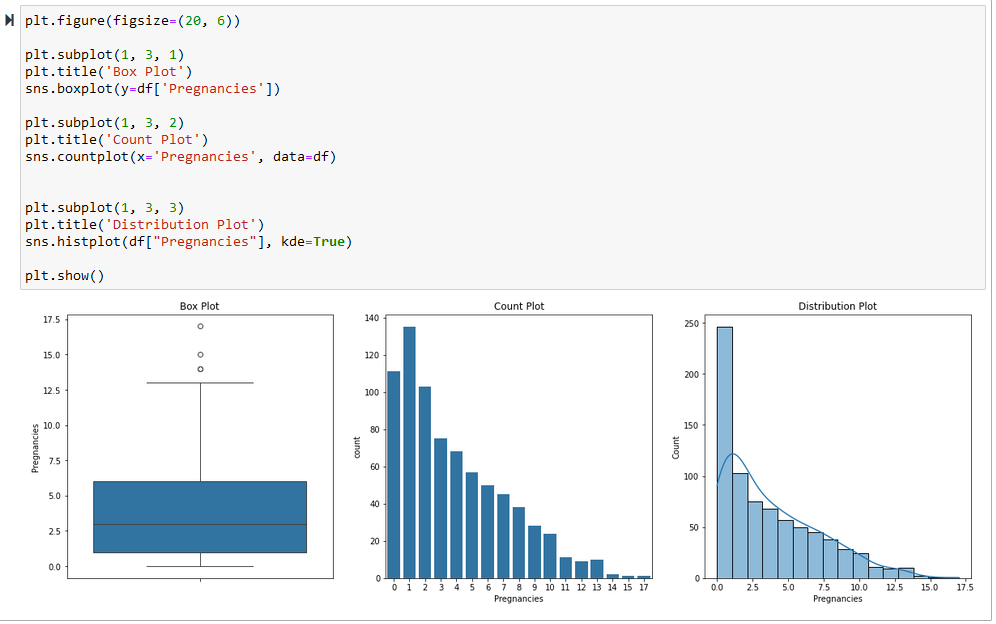 plt.figure(figsize=(20, 6))
plt.subplot(1, 3, 1)
plt.title('Box Plot')
sns.boxplot(y=df['Pregnancies'])
plt.subplot(1, 3, 2)
plt.title('Count Plot')
sns.countplot(x='Pregnancies', data=df)
plt.subplot(1, 3, 3)
plt.title('Distribution Plot')
sns.histplot(df["Pregnancies"], kde=True)
plt.show()
Box Plot
17.5
15.0
12.5
10.0
7.5
5.0
2.5
0.0
Pregnancies
Count Plot
140
120
100
80
60
40
20
0
count
0 1 2 3 4 5 6 7 8 9 10 11 12 13 14 15 17
Pregnancies
Distribution Plot
250
200
150
100
50
0
Count
0.0 2.5 5.0 7.5 10.0 12.5 15.0 17.5
Pregnancies